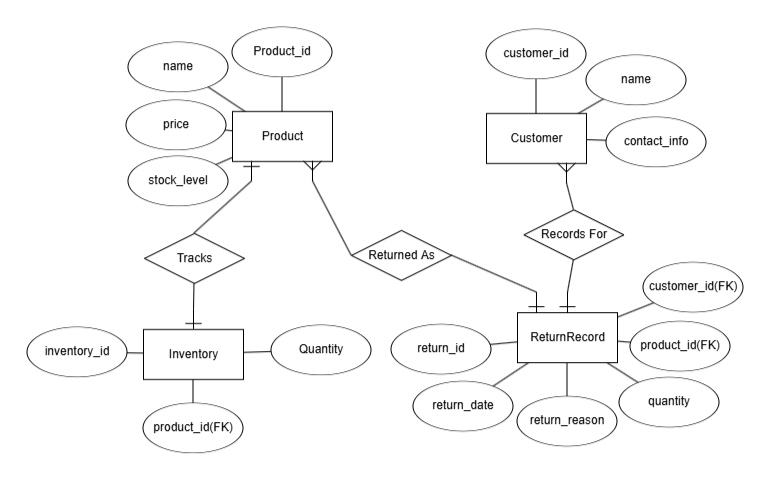 Product_id
name
price
stock_level
Product
customer_id
name
contact_info
Customer
Tracks
Returned As
Records For
inventory_id
Inventory
Quantity
product_id(FK)
customer_id(FK)
product_id(FK)
quantity
return_reason
return_date
return_id
ReturnRecord